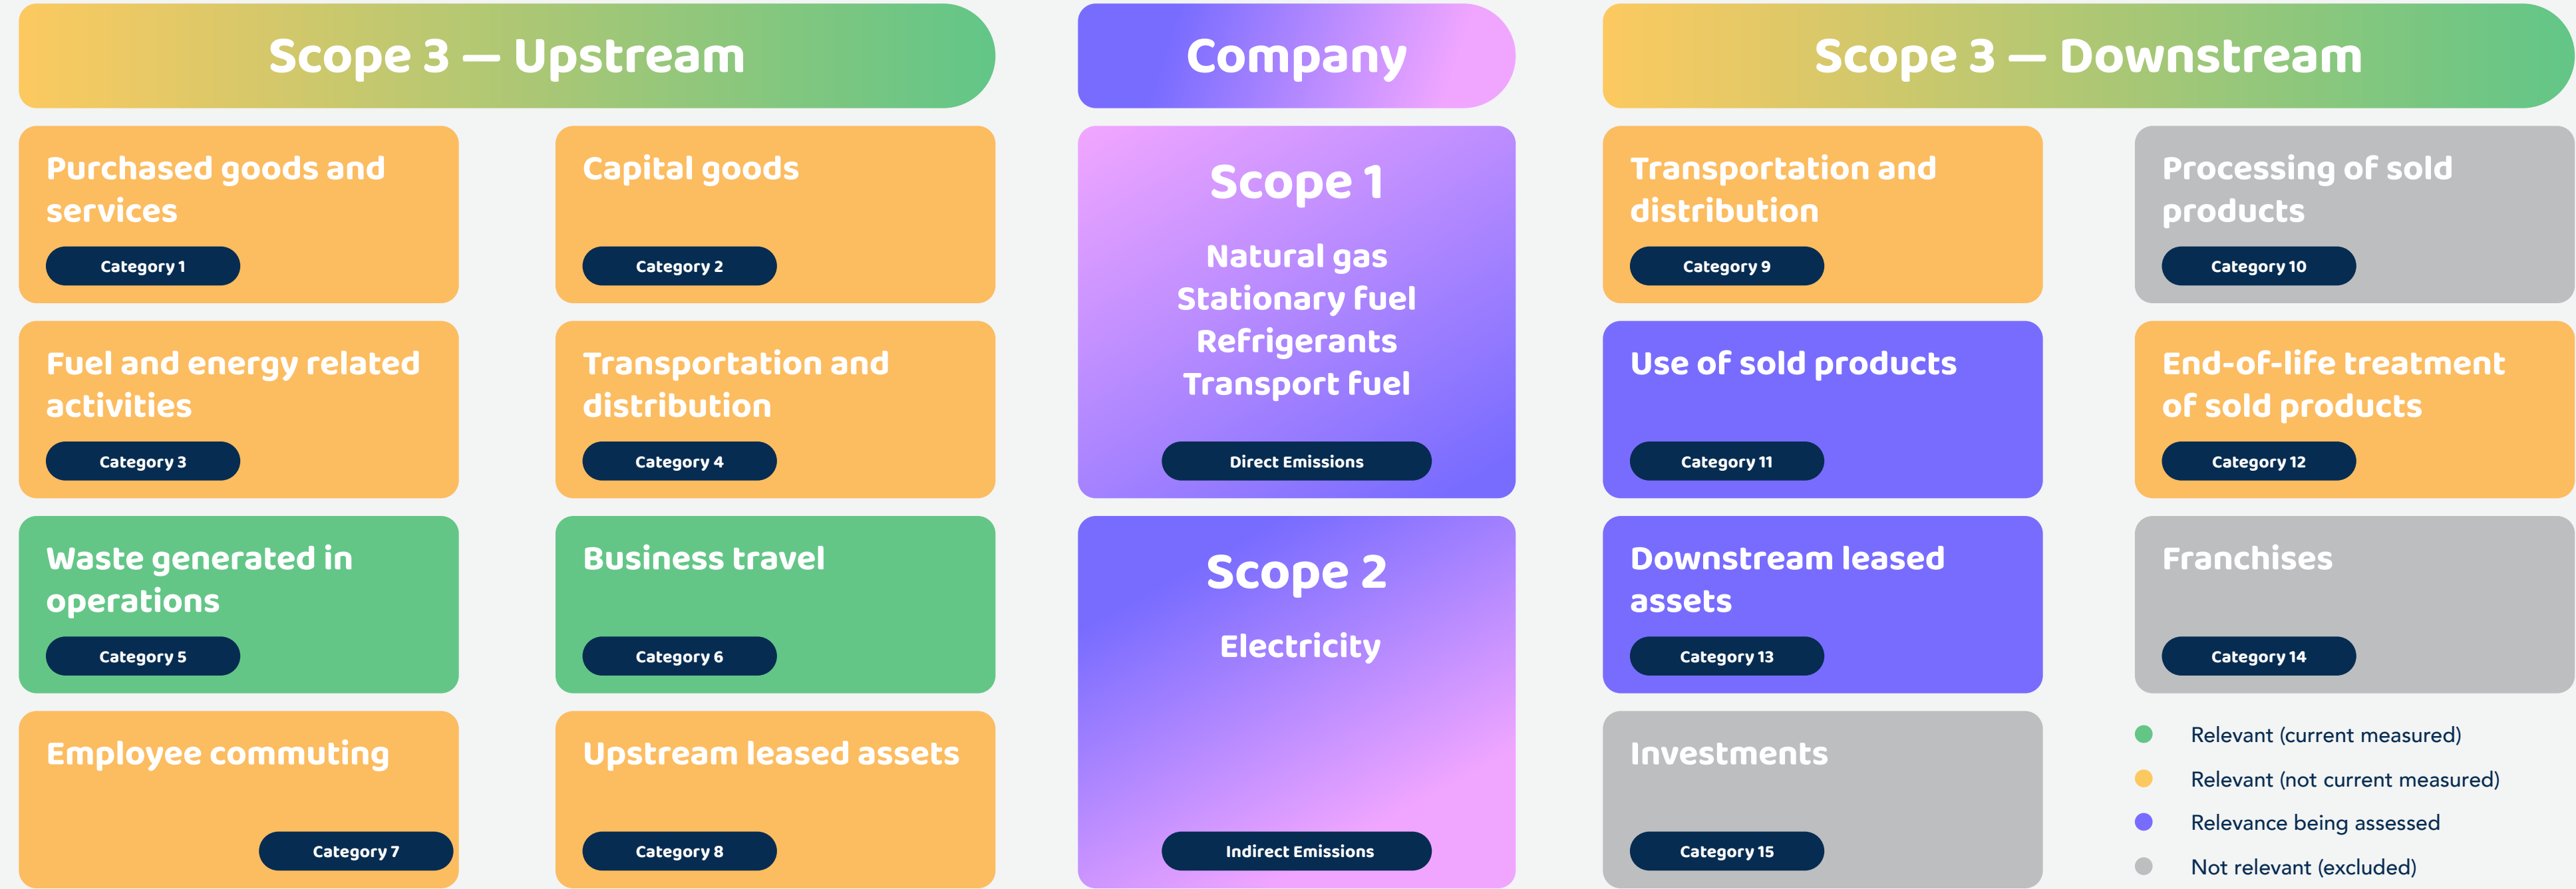 Scope 3 — Upstream
Purchased goods and
services
Category 1
Capital goods
Category 2
Fuel and energy related
activities
Category 3
Transportation and
distribution
Category 4
Waste generated in
operations
Category 5
Business travel
Category 6
Employee commuting
Category 7
Upstream leased assets
Category 8
Company
Scope 1
Natural gas
Stationary fuel
Refrigerants
Transport fuel
Direct Emissions
Scope 2
Electricity
Indirect Emissions
Scope 3 — Downstream
Transportation and
distribution
Category 9
Processing of sold
products
Category 10
Use of sold products
Category 11
End-of-life treatment
of sold products
Category 12
Downstream leased
assets
Category 13
Franchises
Category 14
Investments
Category 15
Relevant (current measured)
Relevant (not current measured)
Relevance being assessed
Not relevant (excluded)